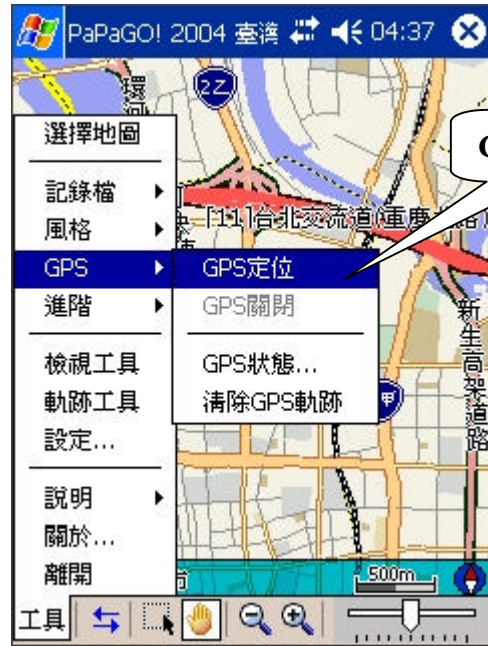 PaPaGO! 2004 臺灣 04:37
2乙
環河
選擇地圖
記錄檔
風格
GPS
進階
檢視工具
軌跡工具
設定...
說明
關於...
離開
[11]台北交流道(重慶
GPS定位
GPS關閉
GPS狀態...
清除GPS軌跡
甲
新生高架道路
500m
工具